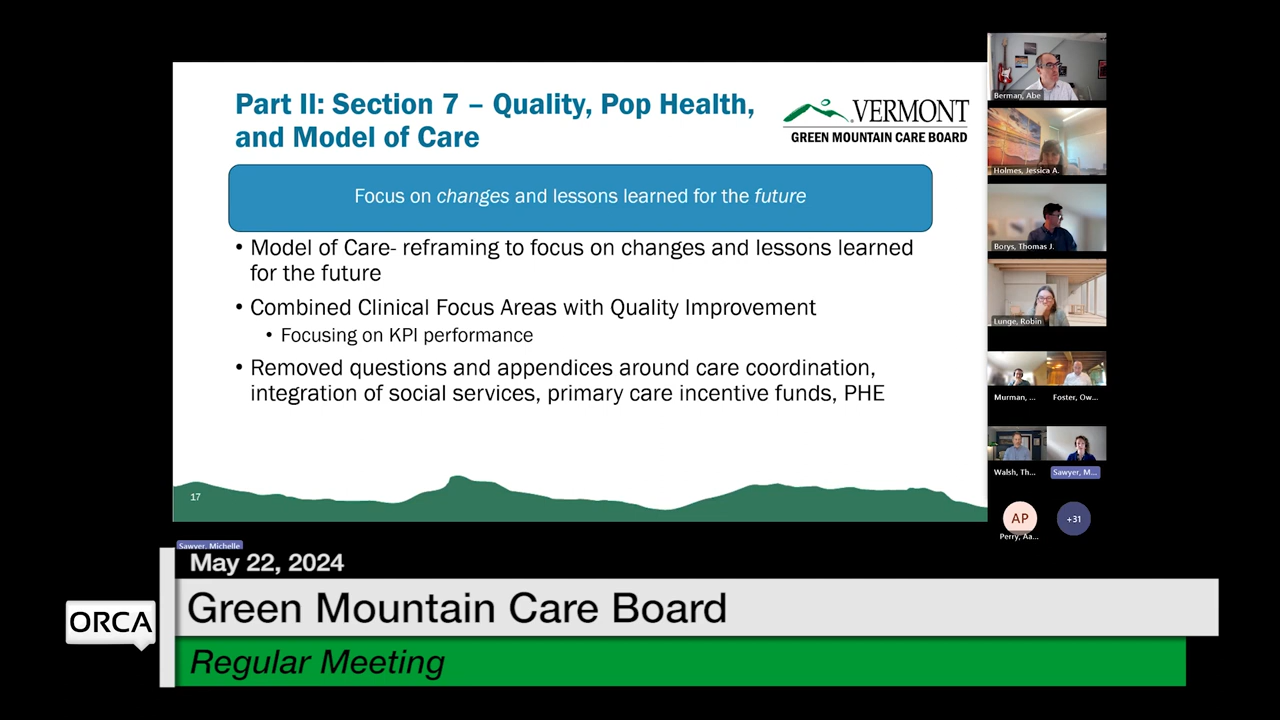 Part II: Section 7 – Quality, Pop Health,
and Model of Care
VERMONT
GREEN MOUNTAIN CARE BOARD
Focus on changes and lessons learned for the future
• Model of Care- reframing to focus on changes and lessons learned
for the future
• Combined Clinical Focus Areas with Quality Improvement
• Focusing on KPI performance
• Removed questions and appendices around care coordination,
integration of social services, primary care incentive funds, PHE
17
Berman, Abe
Holmes, Jessica A.
Borys, Thomas J.
Lunge, Robin
Murman, ...
Foster, Ow...
Walsh, Th...
Sawyer, M...
AP
+31
Perry, Aa...
Sawyer, Michelle
May 22, 2024
Green Mountain Care Board
ORCA
Regular Meeting